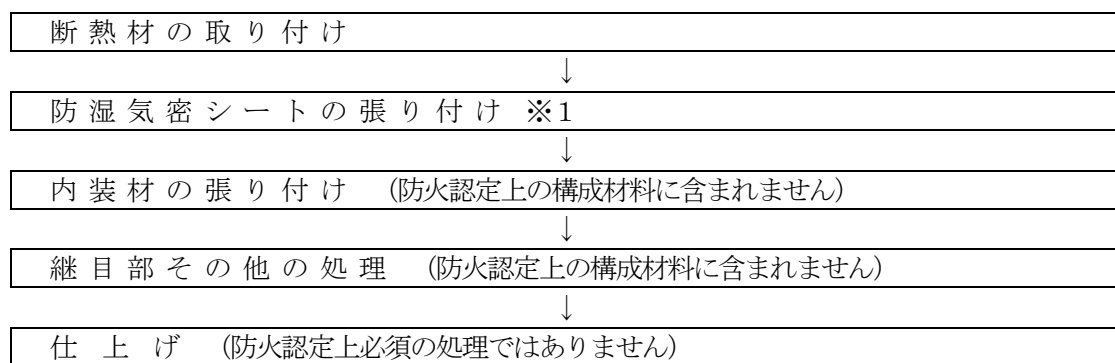 断熱材の取り付け
↓
防湿気密シートの張り付け ※1
↓
内装材の張り付け (防火認定上の構成材料に含まれません)
↓
継目部その他の処理 (防火認定上の構成材料に含まれません)
↓
仕上げ (防火認定上必須の処理ではありません)